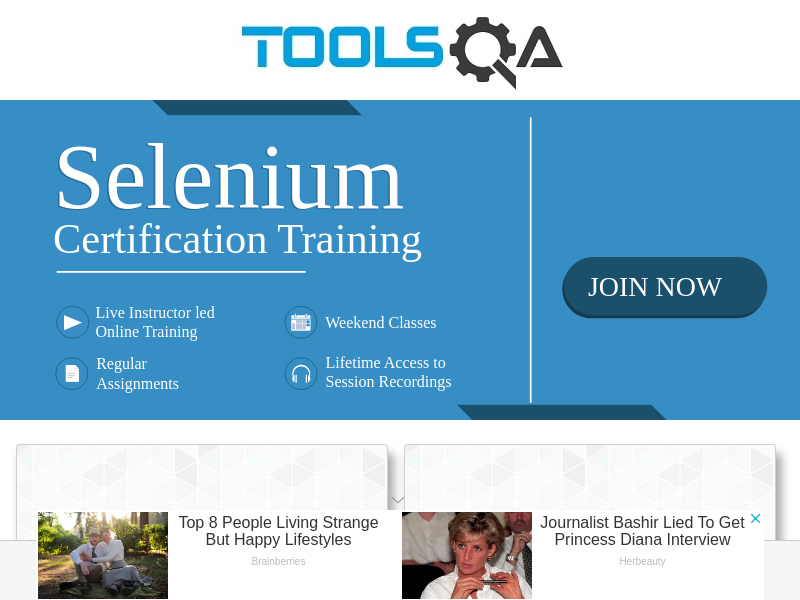 TOOLSQA
Selenium
Certification Training
JOIN NOW
Live Instructor led
Online Training
Weekend Classes
Regular
Assignments
Lifetime Access to
Session Recordings
Top 8 People Living Strange
But Happy Lifestyles
Brainberries
Journalist Bashir Lied To Get
Princess Diana Interview
Herbeauty